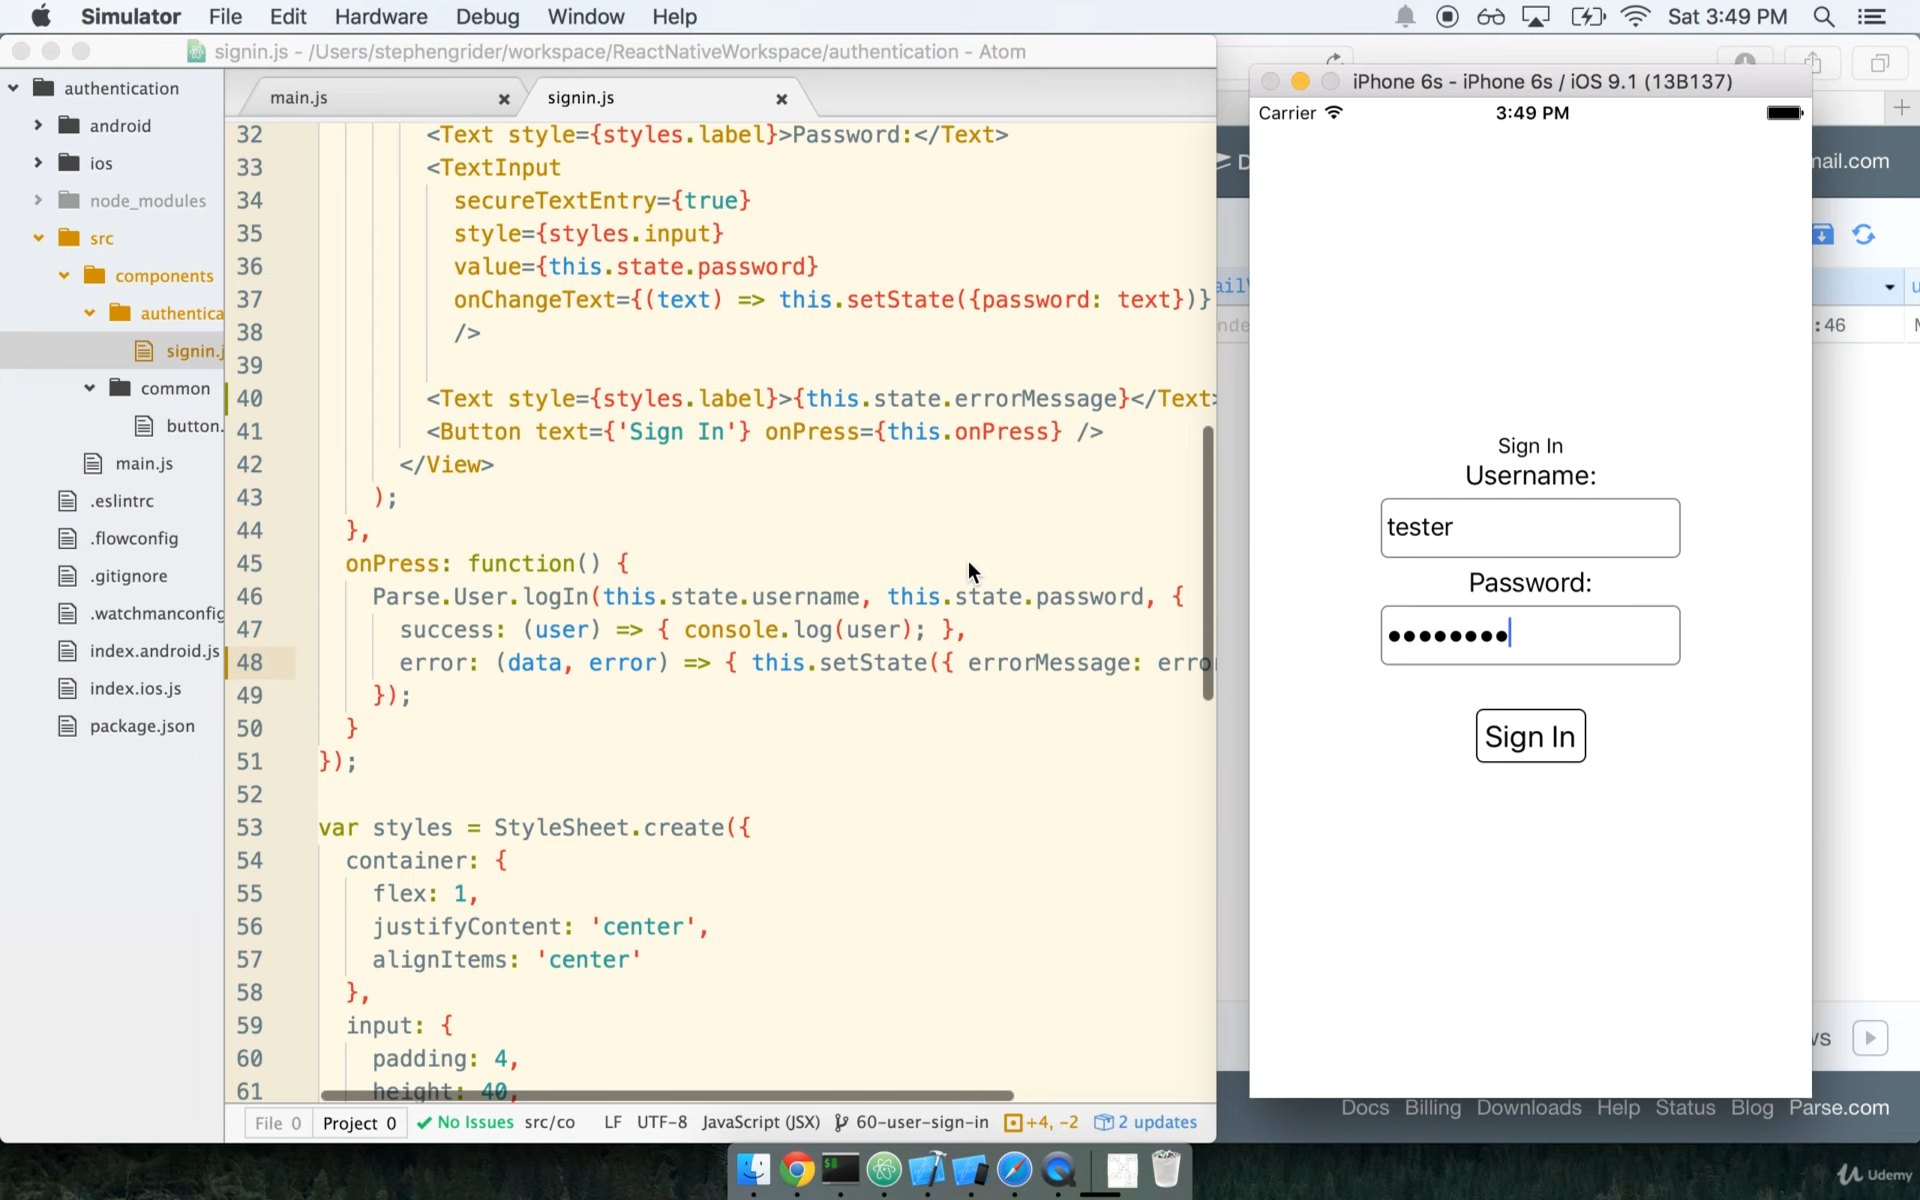 Simulator File Edit Hardware Debug Window Help Sat 3:49 PM
signin.js - /Users/stephengrider/workspace/ReactNativeWorkspace/authentication - Atom
authentication
android
ios
node_modules
src
components
authentica
signin.j
common
button.
main.js
.eslintrc
.flowconfig
.gitignore
.watchmanconfig
index.android.js
index.ios.js
package.json
main.js signin.js
32 <Text style={styles.label}>Password:</Text>
33 <TextInput
34 secureTextEntry={true}
35 style={styles.input}
36 value={this.state.password}
37 onChangeText={(text) => this.setState({password: text})}
38 />
39
40 <Text style={styles.label}>{this.state.errorMessage}</Text>
41 <Button text={'Sign In'} onPress={this.onPress} />
42 </View>
43 );
44 },
45 onPress: function() {
46 Parse.User.logIn(this.state.username, this.state.password, {
47 success: (user) => { console.log(user); },
48 error: (data, error) => { this.setState({ errorMessage: erro
49 });
50 }
51 });
52
53 var styles = StyleSheet.create({
54 container: {
55 flex: 1,
56 justifyContent: 'center',
57 alignItems: 'center'
58 },
59 input: {
60 padding: 4,
61 height: 40,
File 0 Project 0 No Issues src/co LF UTF-8 JavaScript (JSX) 60-user-sign-in +4, -2 2 updates
iPhone 6s - iPhone 6s / iOS 9.1 (13B137)
Carrier 3:49 PM
Sign In
Username:
tester
Password:
••••••••
Sign In
D
nail.com
ail
nde
:46
Docs Billing Downloads Help Status Blog Parse.com
Udemy